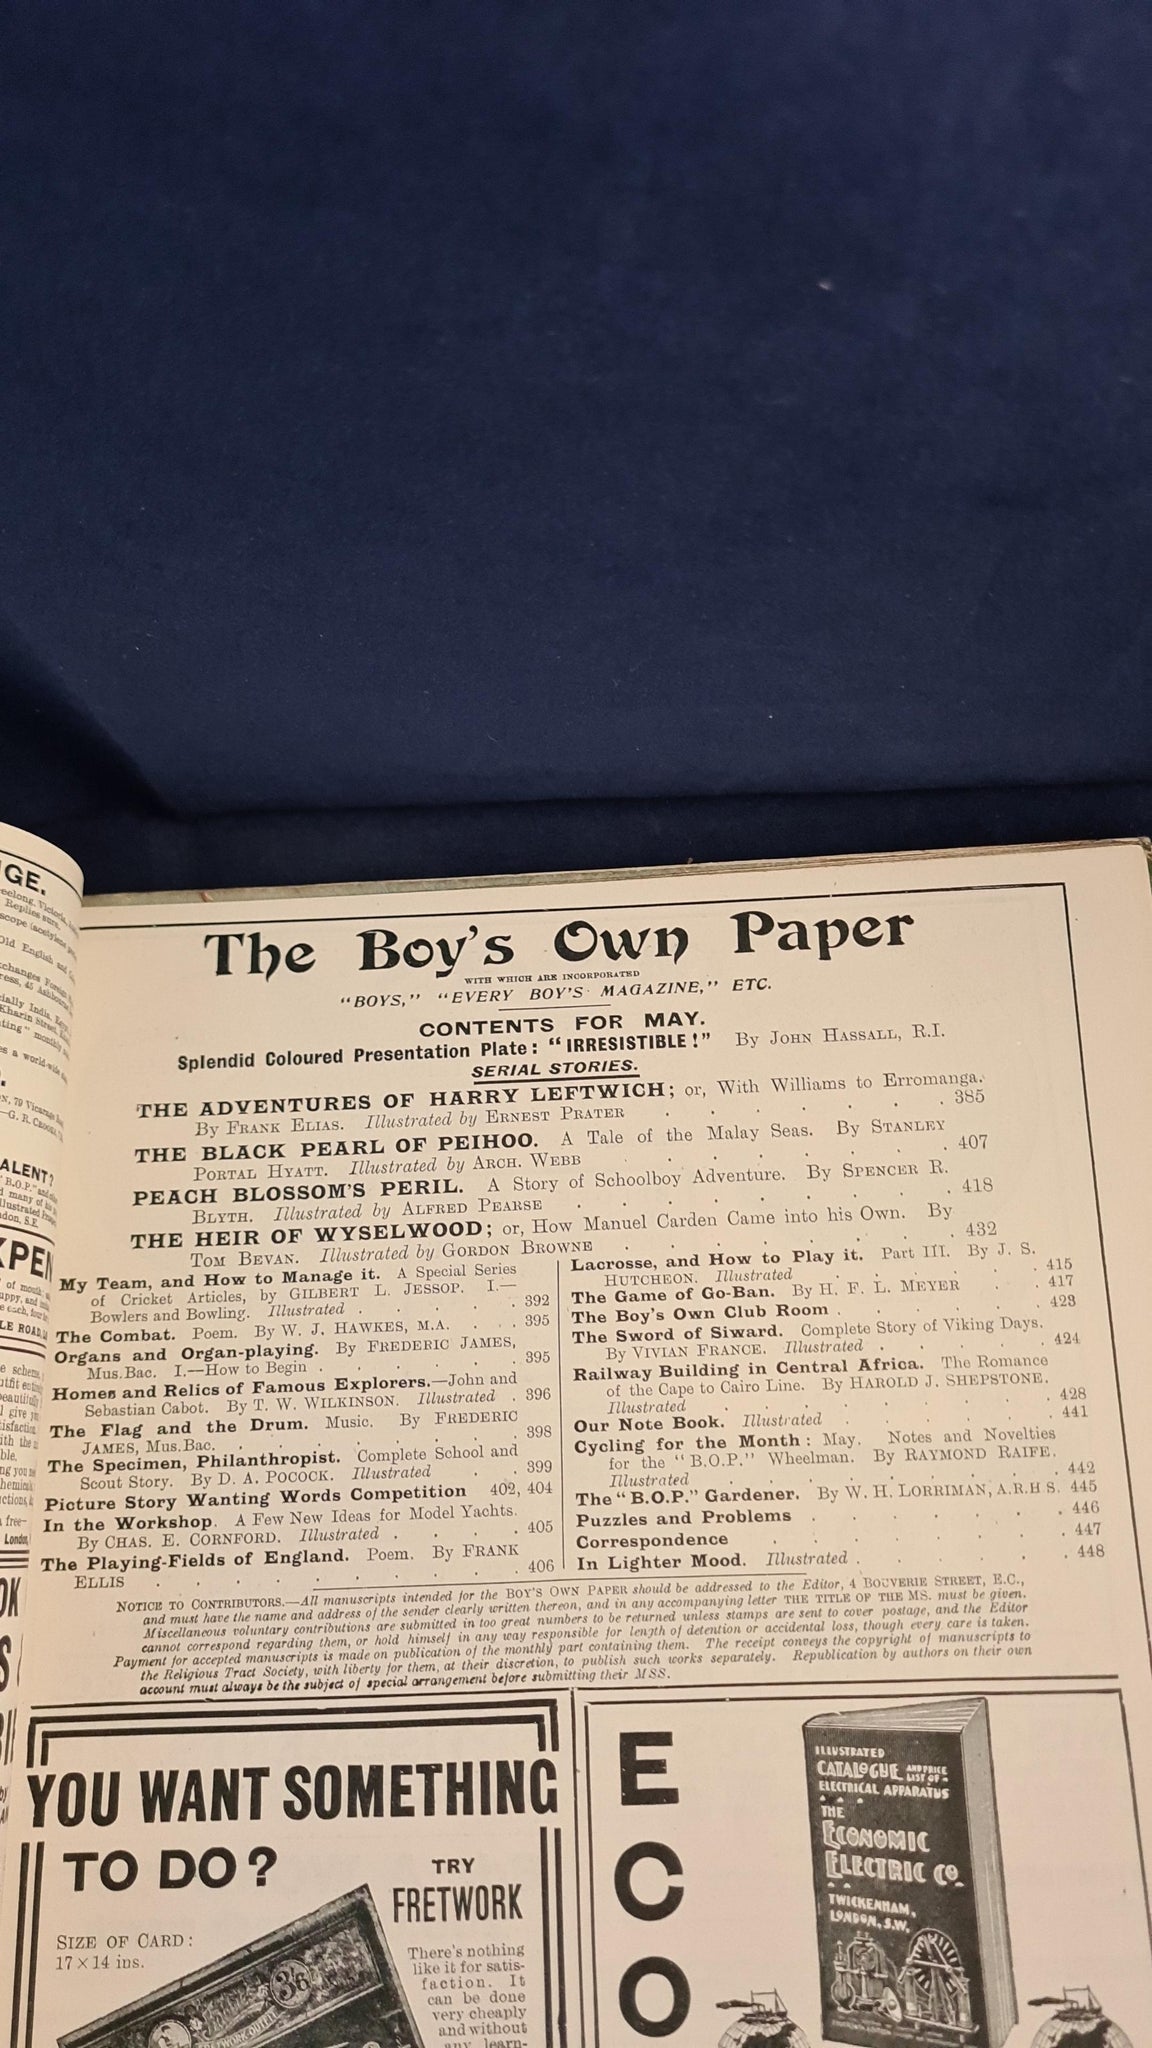 The Boy's Own Paper
WITH WHICH ARE INCORPORATED
"BOYS," "EVERY BOY'S MAGAZINE," ETC.
CONTENTS FOR MAY.
Splendid Coloured Presentation Plate: "IRRESISTIBLE!" By JOHN HASSALL, R.I.
SERIAL STORIES.
THE ADVENTURES OF HARRY LEFTWICH; or, With Williams to Erromanga.
By FRANK ELIAS. Illustrated by ERNEST PRATER . . . . . . . 385
THE BLACK PEARL OF PEIHOO. A Tale of the Malay Seas. By STANLEY
PORTAL HYATT. Illustrated by ARCH. WEBB . . . . . . . 407
PEACH BLOSSOM'S PERIL. A Story of Schoolboy Adventure. By SPENCER R.
BLYTH. Illustrated by ALFRED PEARSE . . . . . . . 418
THE HEIR OF WYSELWOOD; or, How Manuel Carden Came into his Own. By
TOM BEVAN. Illustrated by GORDON BROWNE . . . . . . . 432
My Team, and How to Manage it. A Special Series
of Cricket Articles, by GILBERT L. JESSOP. I.—
Bowlers and Bowling. Illustrated . . . . 392
The Combat. Poem. By W. J. HAWKES, M.A. . . 395
Organs and Organ-playing. By FREDERIC JAMES,
Mus.Bac. I.—How to Begin . . . . . 395
Homes and Relics of Famous Explorers.—John and
Sebastian Cabot. By T. W. WILKINSON. Illustrated . 396
The Flag and the Drum. Music. By FREDERIC
JAMES, Mus.Bac. . . . . . . 398
The Specimen, Philanthropist. Complete School and
Scout Story. By D. A. POCOCK. Illustrated . . 399
Picture Story Wanting Words Competition 402, 404
In the Workshop. A Few New Ideas for Model Yachts.
By CHAS. E. CORNFORD. Illustrated . . . . 405
The Playing-Fields of England. Poem. By FRANK
ELLIS . . . . . . . . 406
Lacrosse, and How to Play it. Part III. By J. S.
HUTCHEON. Illustrated . . . . . 415
The Game of Go-Ban. By H. F. L. MEYER . . . 417
The Boy's Own Club Room . . . . . 423
The Sword of Siward. Complete Story of Viking Days.
By VIVIAN FRANCE. Illustrated . . . . 424
Railway Building in Central Africa. The Romance
of the Cape to Cairo Line. By HAROLD J. SHEPSTONE.
Illustrated . . . . . . . 428
Our Note Book. Illustrated . . . . . 441
Cycling for the Month: May. Notes and Novelties
for the "B.O.P." Wheelman. By RAYMOND RAIFE.
Illustrated . . . . . . . 442
The "B.O.P." Gardener. By W. H. LORRIMAN, A.R.H S. 445
Puzzles and Problems . . . . . . 446
Correspondence . . . . . . 447
In Lighter Mood. Illustrated . . . . . 448
NOTICE TO CONTRIBUTORS.—All manuscripts intended for the BOY'S OWN PAPER should be addressed to the Editor, 4 BOUVERIE STREET, E.C.,
and must have the name and address of the sender clearly written thereon, and in any accompanying letter THE TITLE OF THE MS. must be given.
Miscellaneous voluntary contributions are submitted in too great numbers to be returned unless stamps are sent to cover postage, and the Editor
cannot correspond regarding them, or hold himself in any way responsible for length of detention or accidental loss, though every care is taken.
Payment for accepted manuscripts is made on publication of the monthly part containing them. The receipt conveys the copyright of manuscripts to
the Religious Tract Society, with liberty for them, at their discretion, to publish such works separately. Republication by authors on their own
account must always be the subject of special arrangement before submitting their MSS.
YOU WANT SOMETHING
TO DO?
TRY
FRETWORK
SIZE OF CARD:
17 × 14 ins.
There's nothing
like it for satis-
faction. It
can be done
very cheaply
and without
any learn-
3/6
E
C
O
ILLUSTRATED
CATALOGUE AND PRICE
LIST OF
ELECTRICAL APPARATUS
THE
ECONOMIC
ELECTRIC Co
TWICKENHAM,
LONDON, S.W.